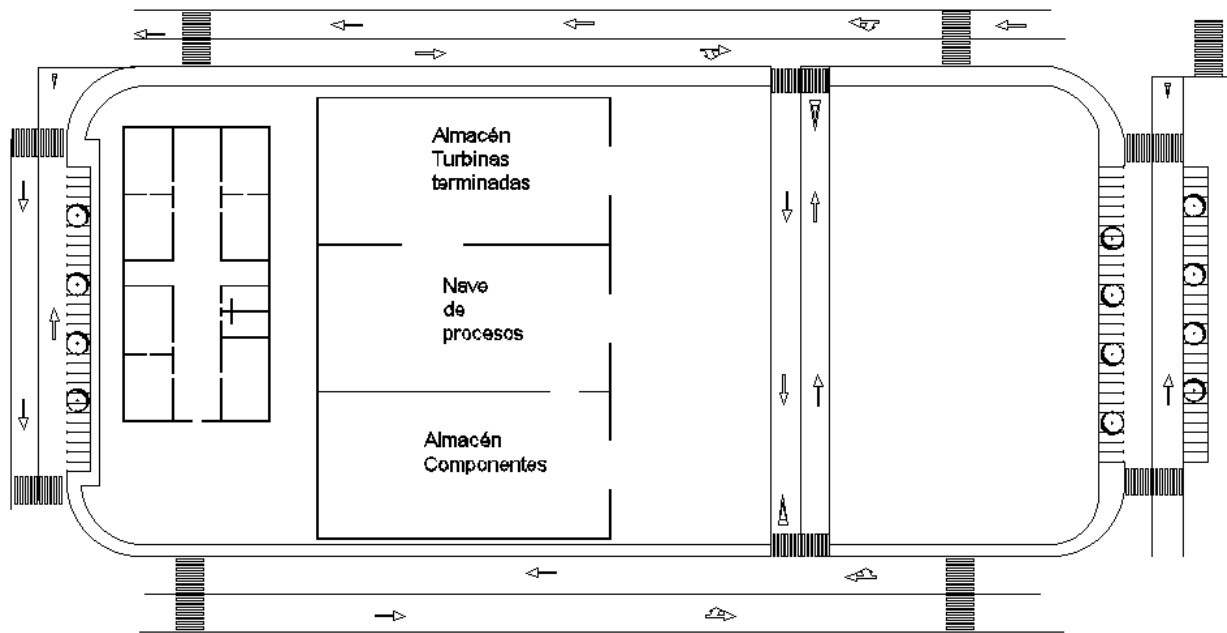 Almacén
Turbinas
terminadas
Nave
de
procesos
Almacén
Componentes